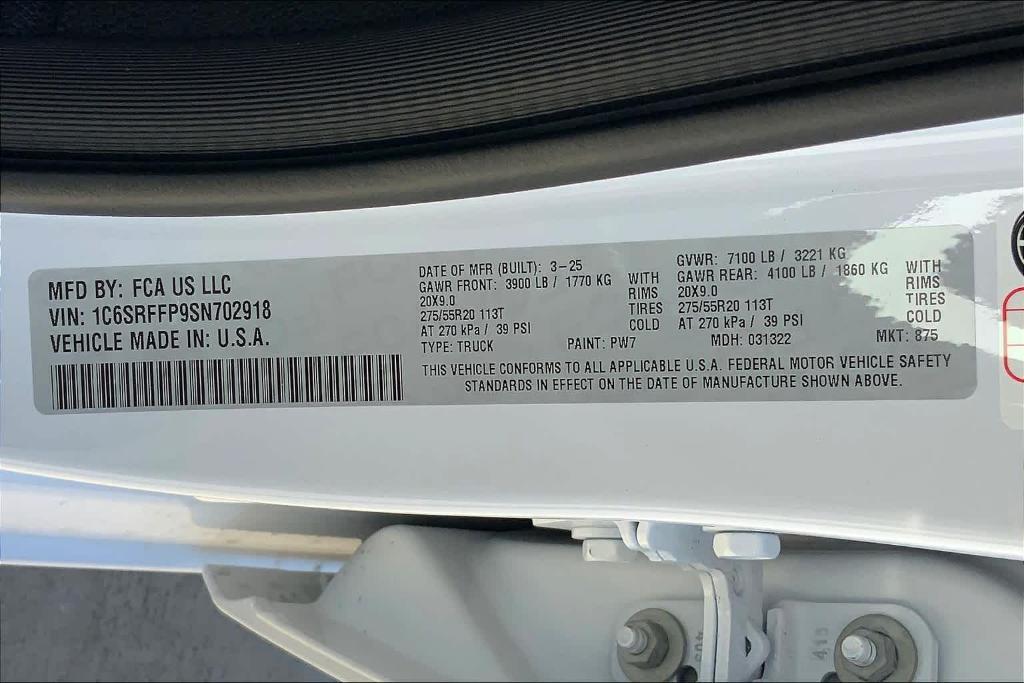 MFD BY: FCA US LLC
VIN: 1C6SRFFP9SN702918
VEHICLE MADE IN: U.S.A.
DATE OF MFR (BUILT): 3-25
GAWR FRONT: 3900 LB / 1770 KG WITH
20X9.0 RIMS
275/55R20 113T TIRES
AT 270 kPa / 39 PSI COLD
TYPE: TRUCK PAINT: PW7
GVWR: 7100 LB / 3221 KG
GAWR REAR: 4100 LB / 1860 KG WITH
20X9.0 RIMS
275/55R20 113T TIRES
AT 270 kPa / 39 PSI COLD
MDH: 031322 MKT: 875
THIS VEHICLE CONFORMS TO ALL APPLICABLE U.S.A. FEDERAL MOTOR VEHICLE SAFETY
STANDARDS IN EFFECT ON THE DATE OF MANUFACTURE SHOWN ABOVE.